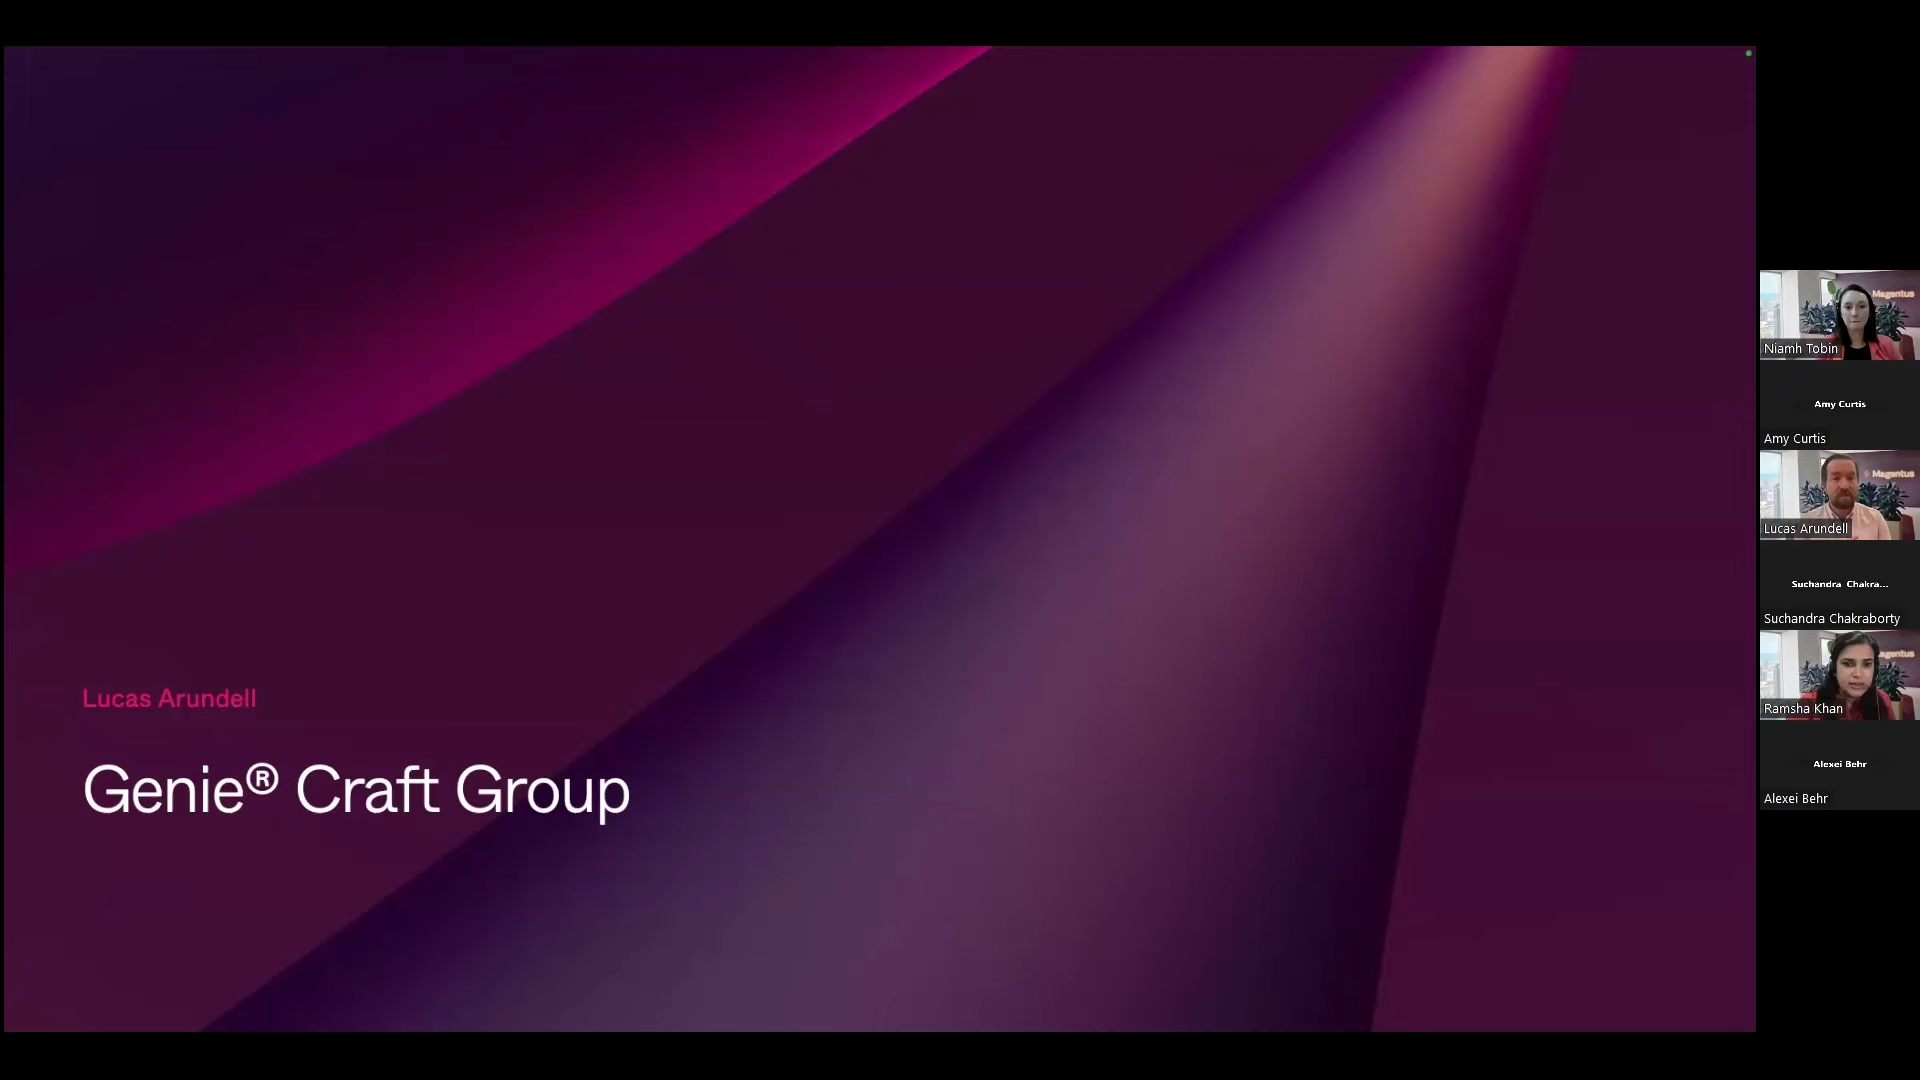 Lucas Arundell
Genie® Craft Group
Magentus
Niamh Tobin
Amy Curtis
Amy Curtis
Magentus
Lucas Arundell
Suchandra Chakra...
Suchandra Chakraborty
agentus
Ramsha Khan
Alexei Behr
Alexei Behr